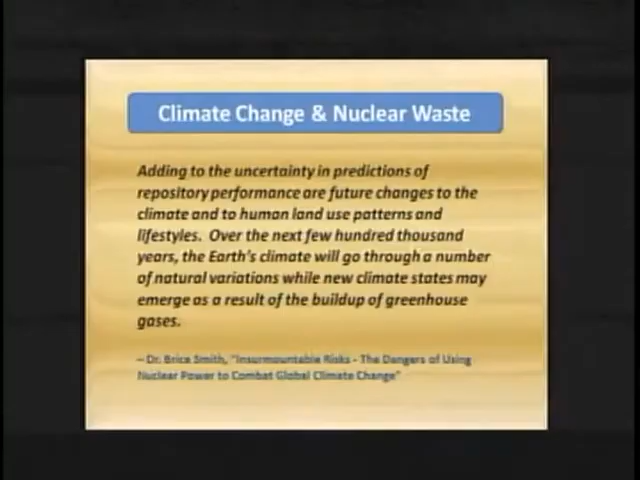 Climate Change & Nuclear Waste
Adding to the uncertainty in predictions of
repository performance are future changes to the
climate and to human land use patterns and
lifestyles. Over the next few hundred thousand
years, the Earth's climate will go through a number
of natural variations while new climate states may
emerge as a result of the buildup of greenhouse
gases.
– Dr. Brice Smith, "Insurmountable Risks - The Dangers of Using
Nuclear Power to Combat Global Climate Change"